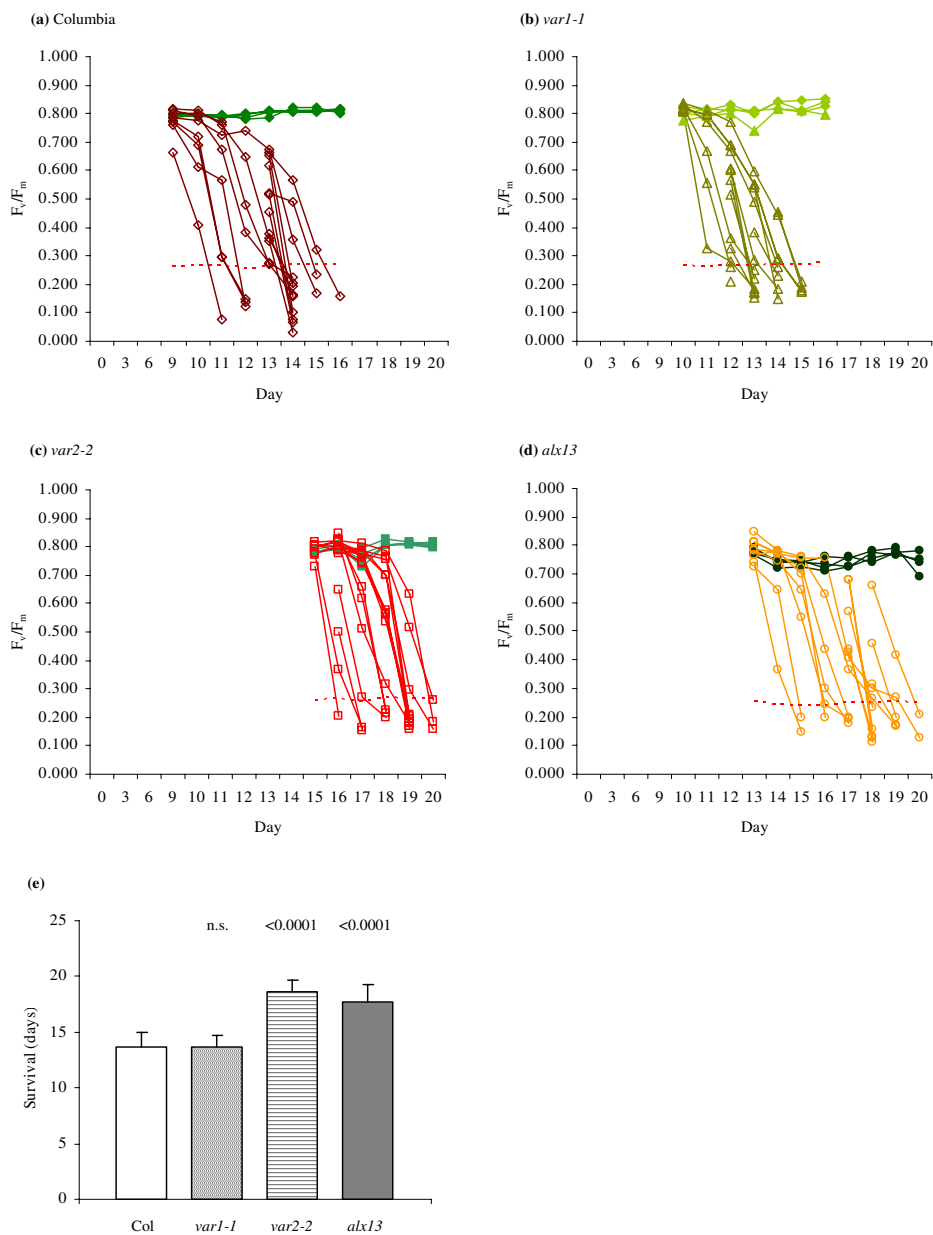 (a) Columbia
1.000
0.900
0.800
0.700
0.600
0.500
0.400
0.300
0.200
0.100
0.000
Fv/Fm
0 3 6 9 10 11 12 13 14 15 16 17 19 20
Day
(b) var1-1
1.000
0.900
0.800
0.700
0.600
0.500
0.400
0.300
0.200
0.100
0.000
Fv/Fm
0 3 6 9 10 11 12 13 14 15 16 17 19 20
Day
(c) var2-2
1.000
0.900
0.800
0.700
0.600
0.500
0.400
0.300
0.200
0.100
0.000
Fv/Fm
0 3 6 9 10 11 12 13 14 15 16 17 18 19 20
Day
(d) alx13
1.000
0.900
0.800
0.700
0.600
0.500
0.400
0.300
0.200
0.100
0.000
Fv/Fm
0 3 6 9 10 11 12 13 14 15 16 17 18 19 20
Day
(e)
25
20
15
10
5
0
Survival (days)
n.s. <0.0001 <0.0001
Col var1-1 var2-2 alx13